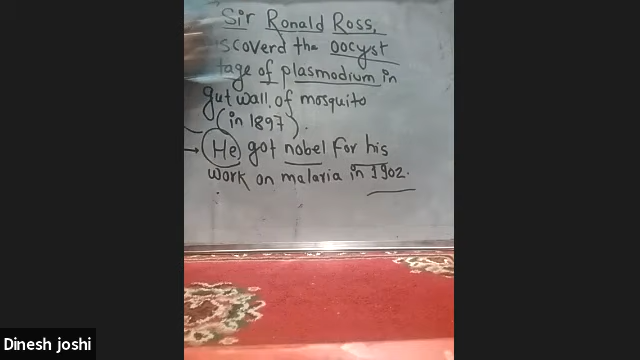 Sir Ronald Ross,
iscoverd the oocyst
tage of plasmodium in
gut wall of mosquito
(in 1897).
→ He got nobel for his
work on malaria in 1902.
Dinesh joshi